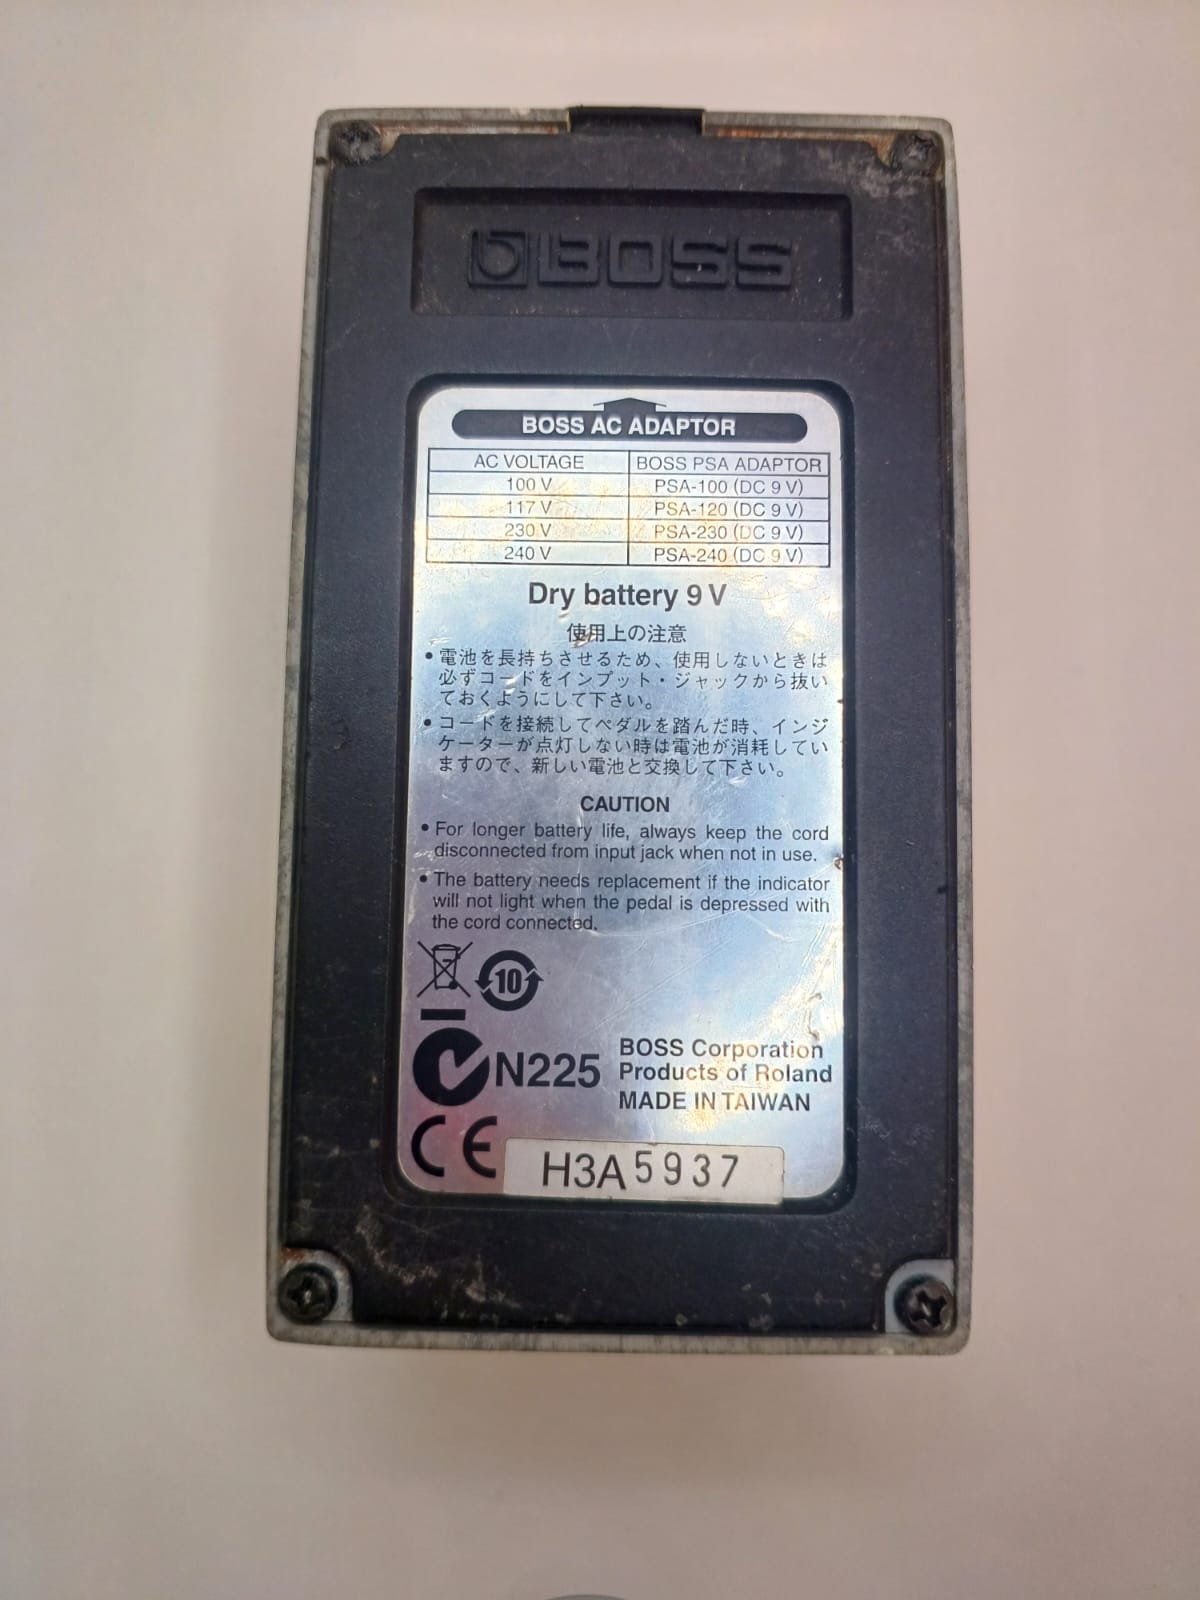 BOSS
BOSS AC ADAPTOR
AC VOLTAGE BOSS PSA ADAPTOR
100 V PSA-100 (DC 9 V)
117 V PSA-120 (DC 9 V)
230 V PSA-230 (DC 9 V)
240 V PSA-240 (DC 9 V)
Dry battery 9 V
使用上の注意
• 電池を長持ちさせるため、使用しないときは
必ずコードをインプット・ジャックから抜い
ておくようにして下さい。
• コードを接続してペダルを踏んだ時、インジ
ケーターが点灯しない時は電池が消耗してい
ますので、新しい電池と交換して下さい。
CAUTION
• For longer battery life, always keep the cord
disconnected from input jack when not in use.
• The battery needs replacement if the indicator
will not light when the pedal is depressed with
the cord connected.
10
N225
BOSS Corporation
Products of Roland
MADE IN TAIWAN
CE
H3A5937